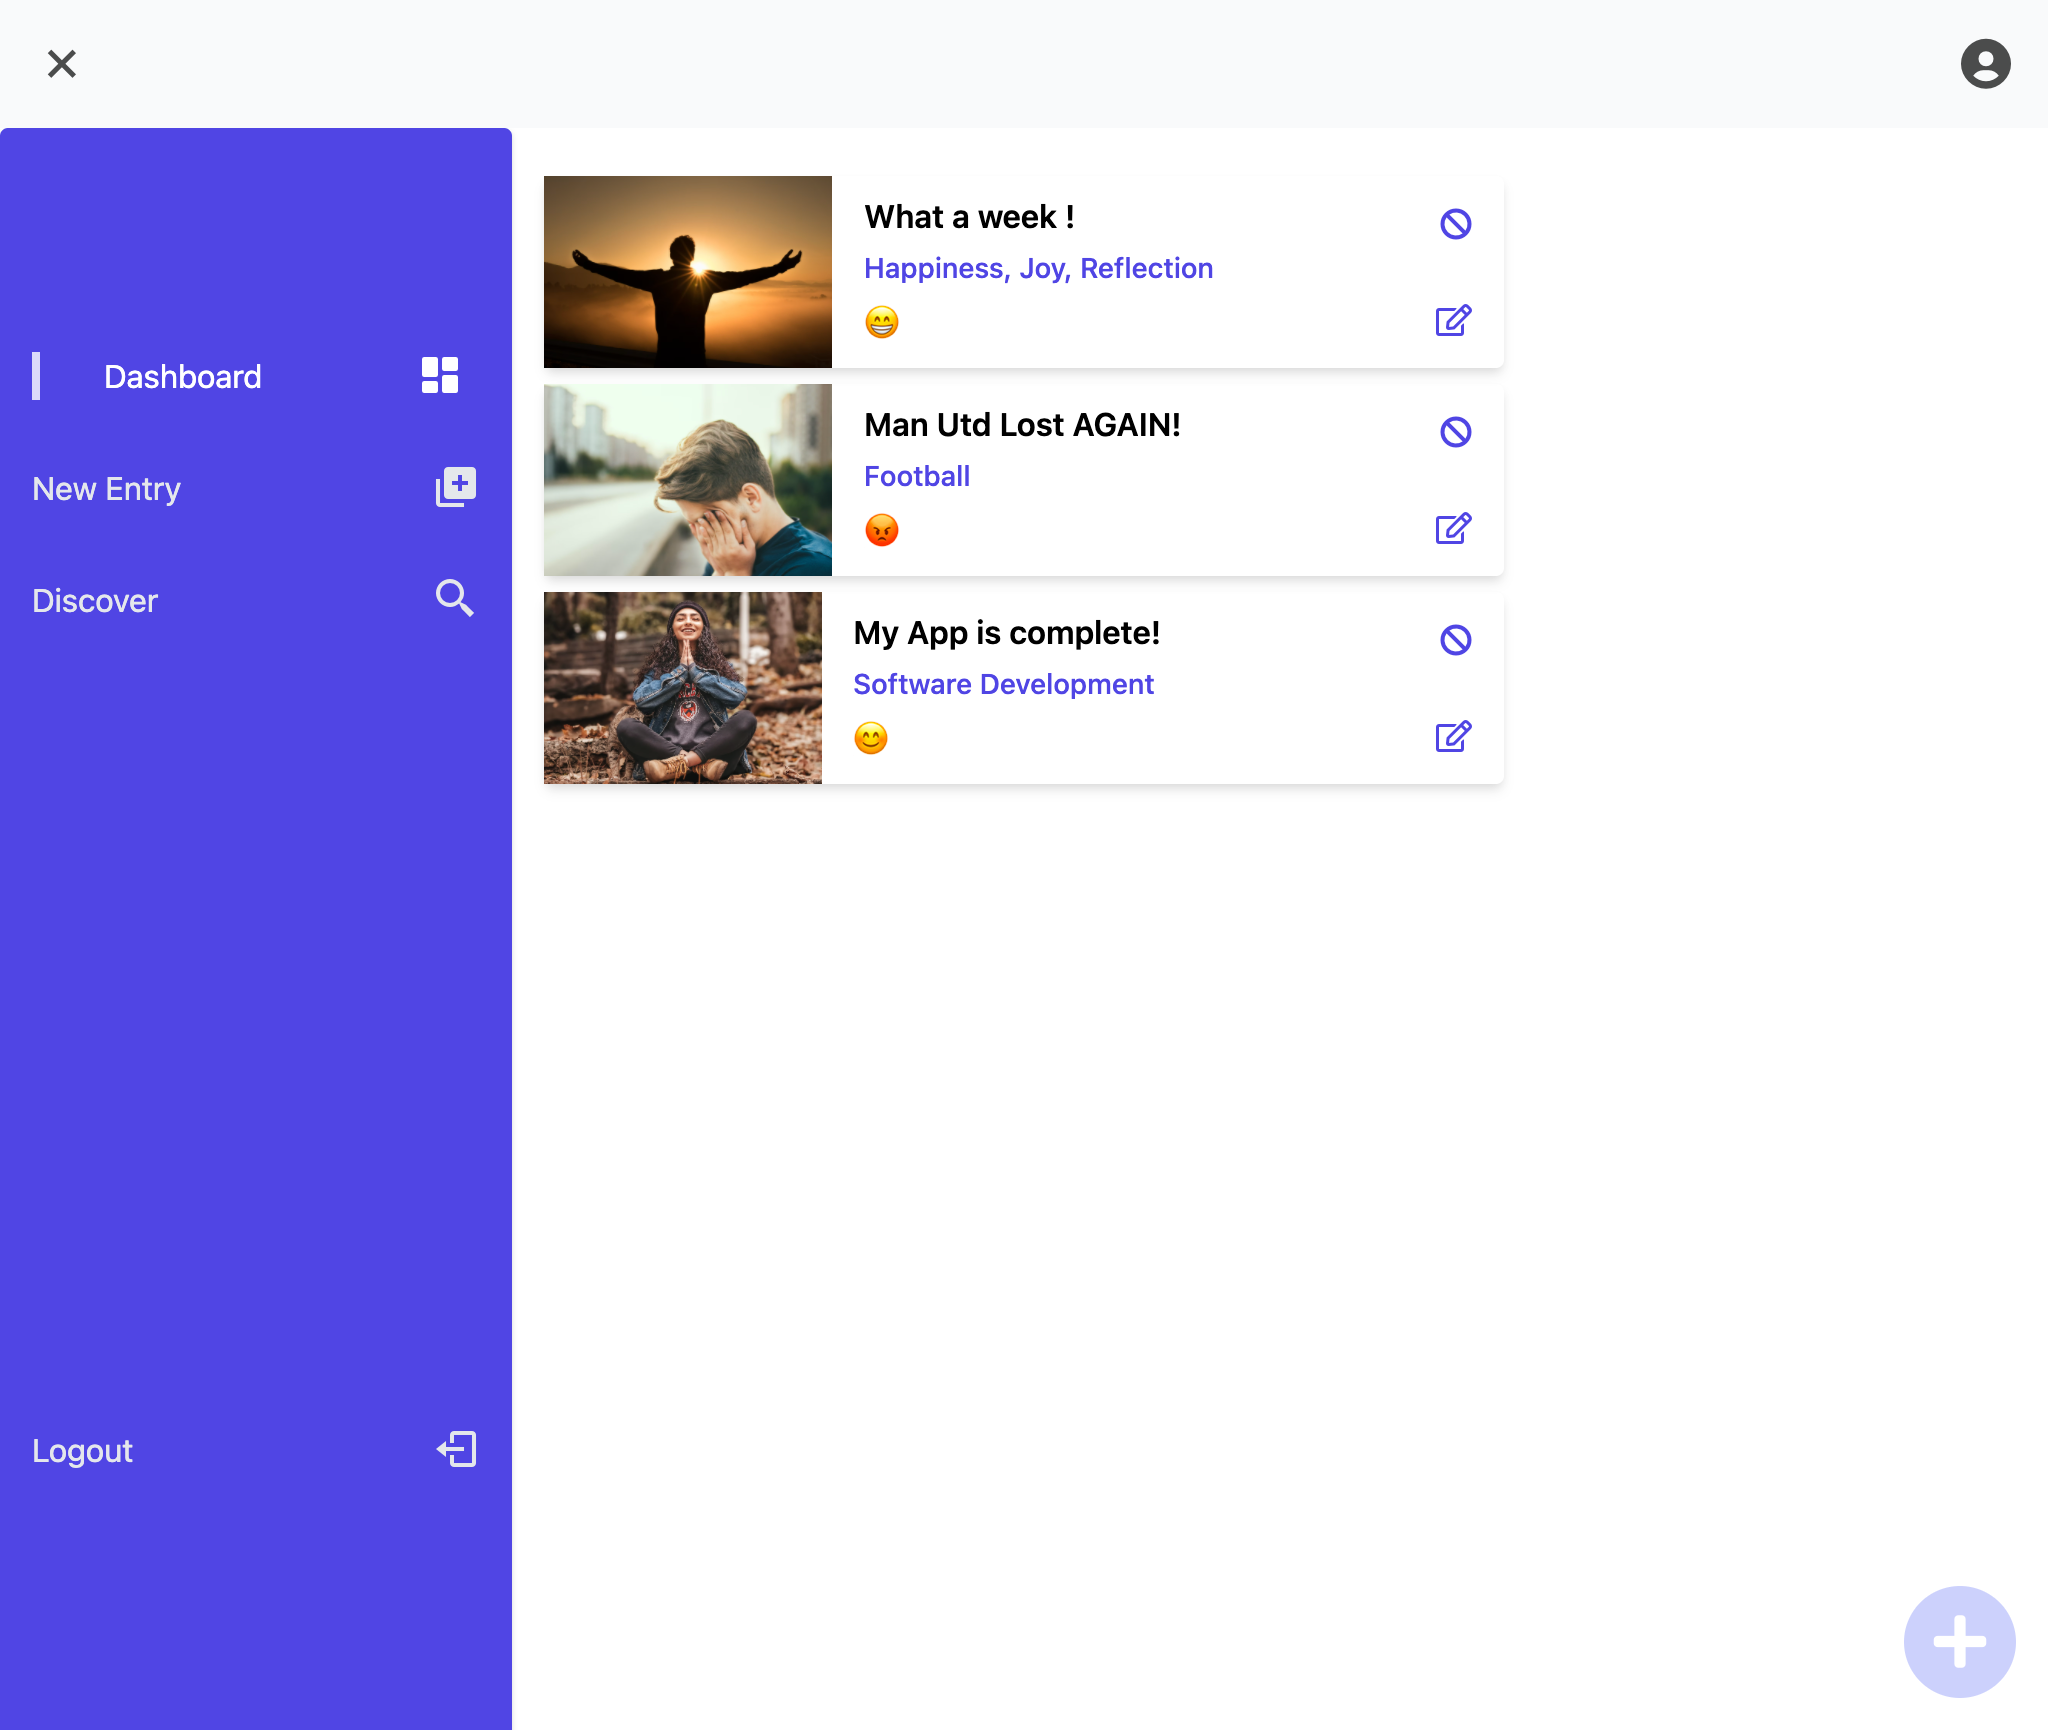 Dashboard
New Entry
Discover
Logout
What a week !
Happiness, Joy, Reflection
😁
Man Utd Lost AGAIN!
Football
😡
My App is complete!
Software Development
😊